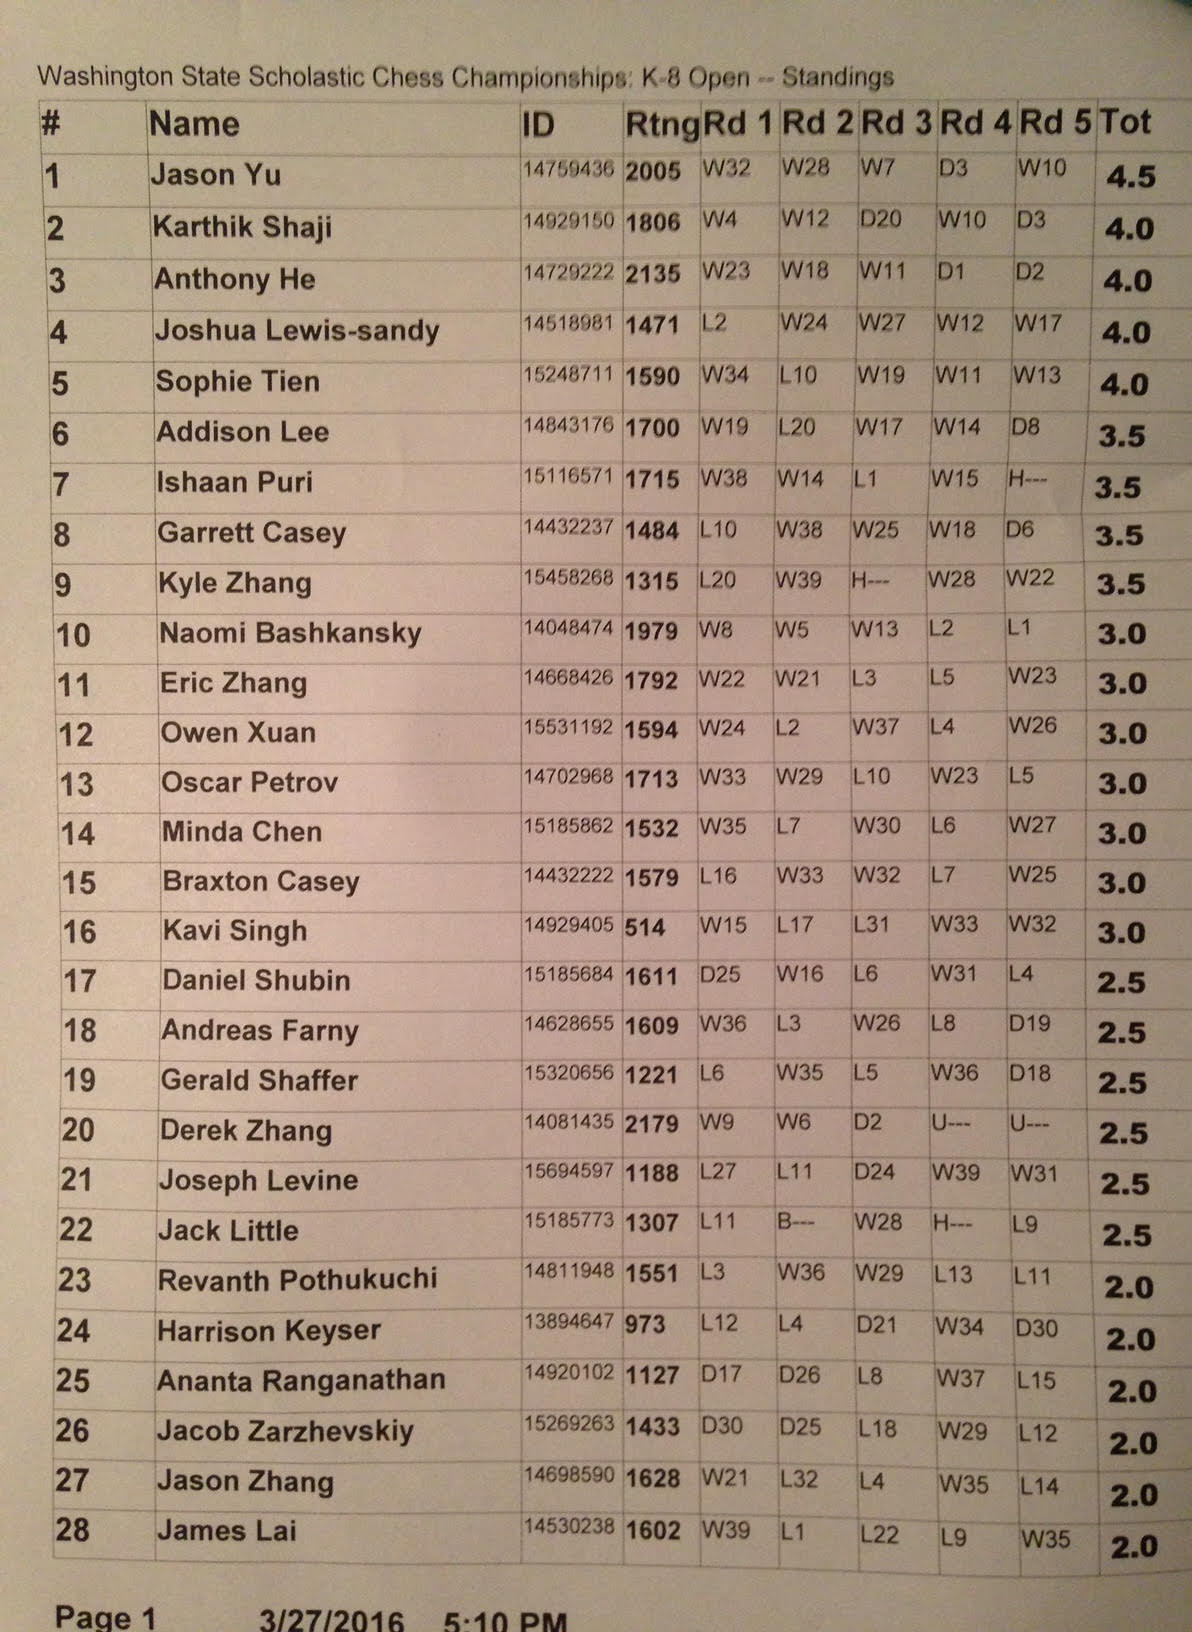 Washington State Scholastic Chess Championships: K-8 Open -- Standings
# Name ID Rtng Rd 1 Rd 2 Rd 3 Rd 4 Rd 5 Tot
1 Jason Yu 14759436 2005 W32 W28 W7 D3 W10 4.5
2 Karthik Shaji 14929150 1806 W4 W12 D20 W10 D3 4.0
3 Anthony He 14729222 2135 W23 W18 W11 D1 D2 4.0
4 Joshua Lewis-sandy 14518981 1471 L2 W24 W27 W12 W17 4.0
5 Sophie Tien 15248711 1590 W34 L10 W19 W11 W13 4.0
6 Addison Lee 14843176 1700 W19 L20 W17 W14 D8 3.5
7 Ishaan Puri 15116571 1715 W38 W14 L1 W15 H--- 3.5
8 Garrett Casey 14432237 1484 L10 W38 W25 W18 D6 3.5
9 Kyle Zhang 15458268 1315 L20 W39 H--- W28 W22 3.5
10 Naomi Bashkansky 14048474 1979 W8 W5 W13 L2 L1 3.0
11 Eric Zhang 14668426 1792 W22 W21 L3 L5 W23 3.0
12 Owen Xuan 15531192 1594 W24 L2 W37 L4 W26 3.0
13 Oscar Petrov 14702968 1713 W33 W29 L10 W23 L5 3.0
14 Minda Chen 15185862 1532 W35 L7 W30 L6 W27 3.0
15 Braxton Casey 14432222 1579 L16 W33 W32 L7 W25 3.0
16 Kavi Singh 14929405 514 W15 L17 L31 W33 W32 3.0
17 Daniel Shubin 15185684 1611 D25 W16 L6 W31 L4 2.5
18 Andreas Farny 14628655 1609 W36 L3 W26 L8 D19 2.5
19 Gerald Shaffer 15320656 1221 L6 W35 L5 W36 D18 2.5
20 Derek Zhang 14081435 2179 W9 W6 D2 U--- U--- 2.5
21 Joseph Levine 15694597 1188 L27 L11 D24 W39 W31 2.5
22 Jack Little 15185773 1307 L11 B--- W28 H--- L9 2.5
23 Revanth Pothukuchi 14811948 1551 L3 W36 W29 L13 L11 2.0
24 Harrison Keyser 13894647 973 L12 L4 D21 W34 D30 2.0
25 Ananta Ranganathan 14920102 1127 D17 D26 L8 W37 L15 2.0
26 Jacob Zarzhevskiy 15269263 1433 D30 D25 L18 W29 L12 2.0
27 Jason Zhang 14698590 1628 W21 L32 L4 W35 L14 2.0
28 James Lai 14530238 1602 W39 L1 L22 L9 W35 2.0
Page 1 3/27/2016 5:10 PM